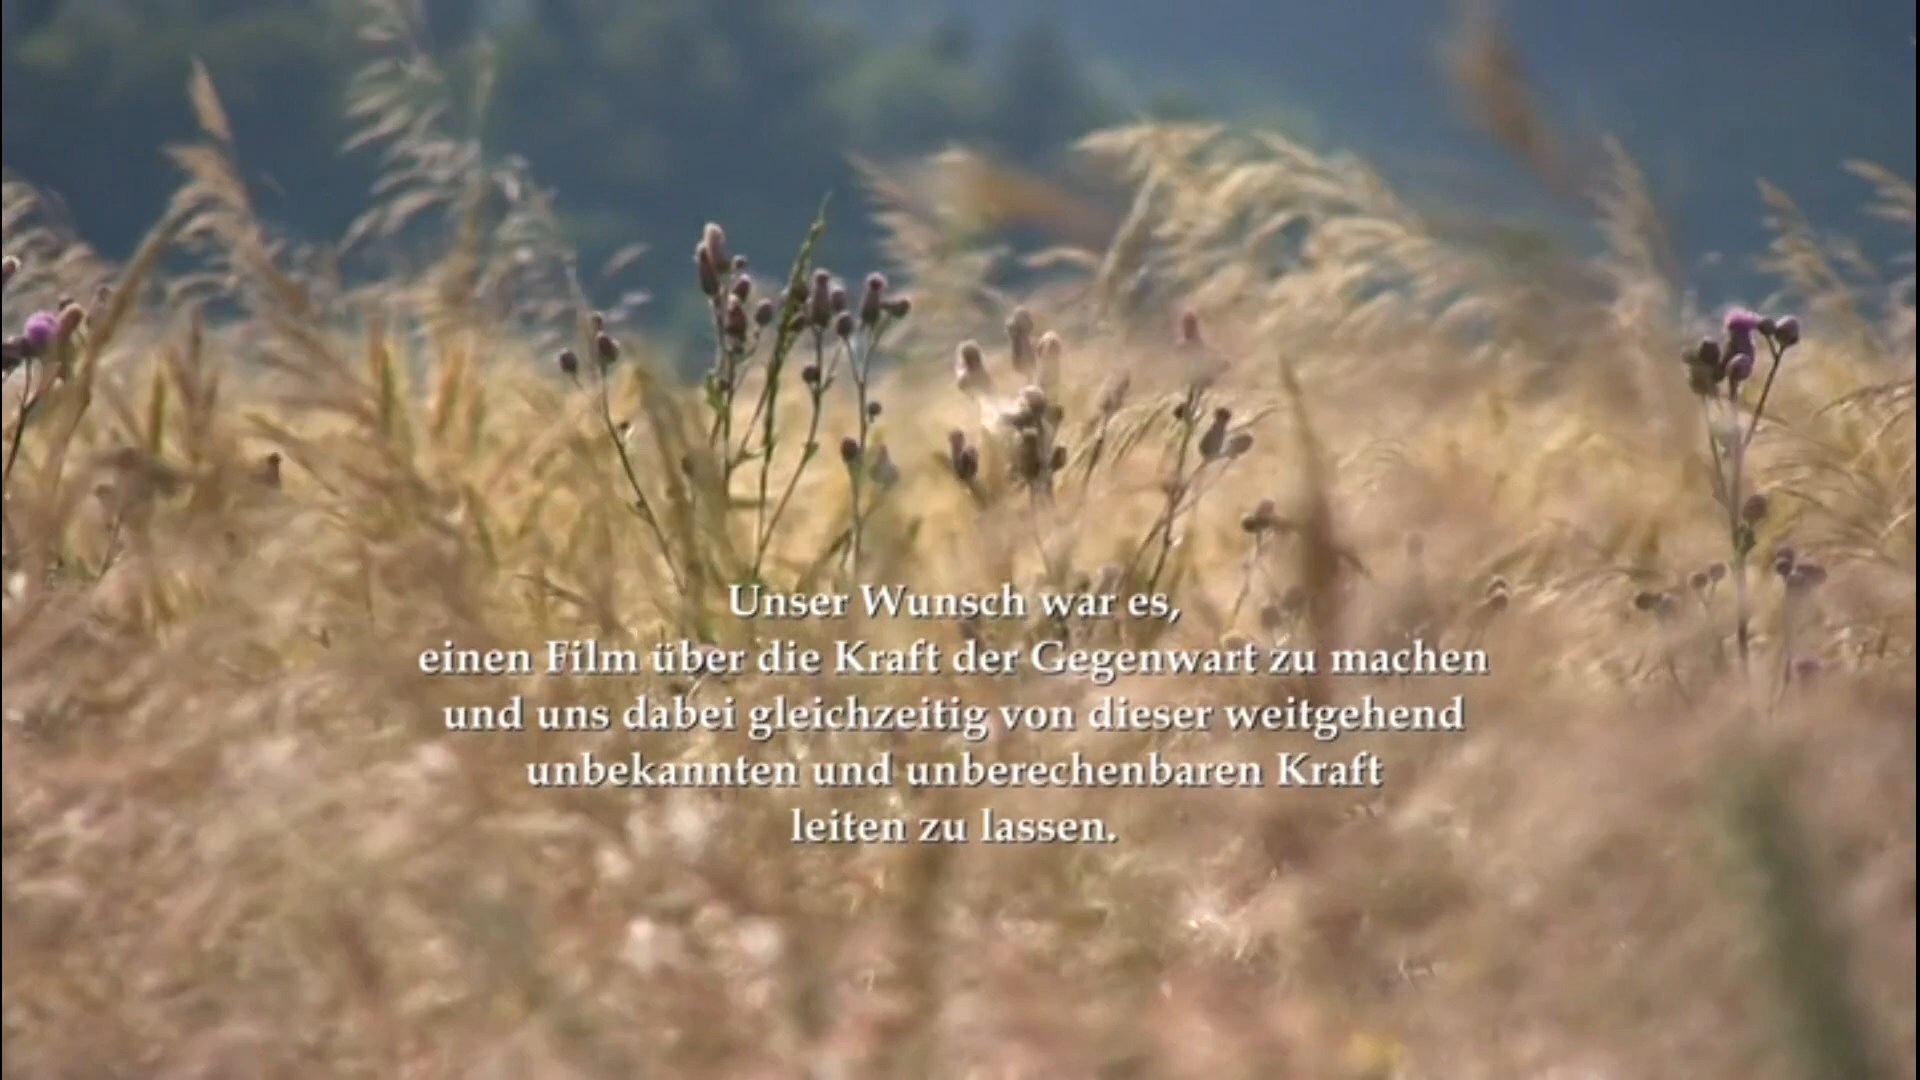 Unser Wunsch war es,
einen Film über die Kraft der Gegenwart zu machen
und uns dabei gleichzeitig von dieser weitgehend
unbekannten und unberechenbaren Kraft
leiten zu lassen.